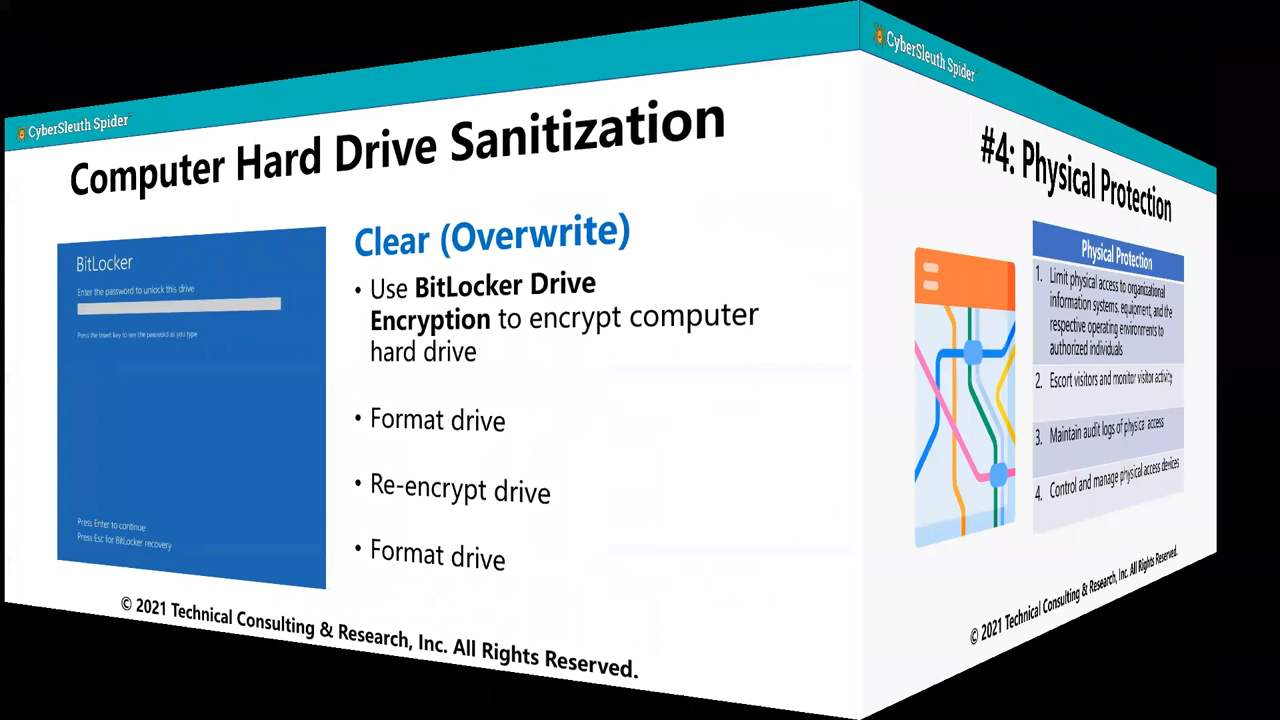 CyberSleuth Spider
Computer Hard Drive Sanitization
BitLocker
Enter the password to unlock this drive
Press the Insert key to see the password as you type
Press Enter to continue
Press Esc for BitLocker recovery
Clear (Overwrite)
• Use BitLocker Drive
Encryption to encrypt computer
hard drive
• Format drive
• Re-encrypt drive
• Format drive
© 2021 Technical Consulting & Research, Inc. All Rights Reserved.
CyberSleuth Spider
#4: Physical Protection
Physical Protection
1. Limit physical access to organizational
information systems, equipment, and the
respective operating environments to
authorized individuals
2. Escort visitors and monitor visitor activity
3. Maintain audit logs of physical access
4. Control and manage physical access devices
© 2021 Technical Consulting & Research, Inc. All Rights Reserved.